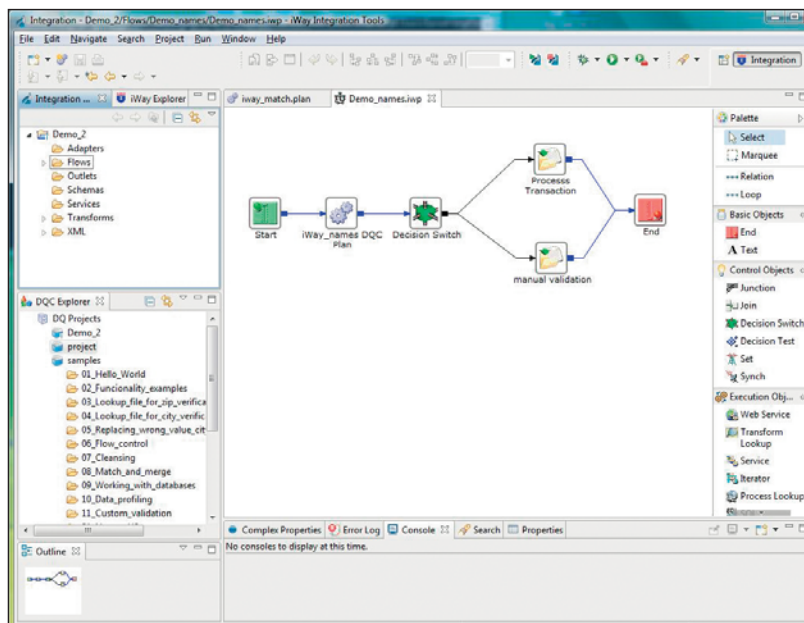 Integration - Demo_2/Flows/Demo_names/Demo_names.iwp - iWay Integration Tools
File Edit Navigate Search Project Run Window Help
Integration
Integration ...
iWay Explorer
Demo_2
Adapters
Flows
Outlets
Schemas
Services
Transforms
XML
DQC Explorer
DQ Projects
Demo_2
project
samples
01_Hello_World
02_Funcionality_examples
03_Lookup_file_for_zip_verifica
04_Lookup_file_for_city_verific
05_Replacing_wrong_value_cit
06_Flow_control
07_Cleansing
08_Match_and_merge
09_Working_with_databases
10_Data_profiling
11_Custom_validation
Outline
iway_match.plan
Demo_names.iwp
Start
iWay_names DQC
Plan
Decision Switch
Processs
Transaction
manual validation
End
Palette
Select
Marquee
Relation
Loop
Basic Objects
End
A Text
Control Objects
Junction
Join
Decision Switch
Decision Test
Set
Synch
Execution Obj...
Web Service
Transform
Lookup
Service
Iterator
Process Lookup
Complex Properties
Error Log
Console
Search
Properties
No consoles to display at this time.